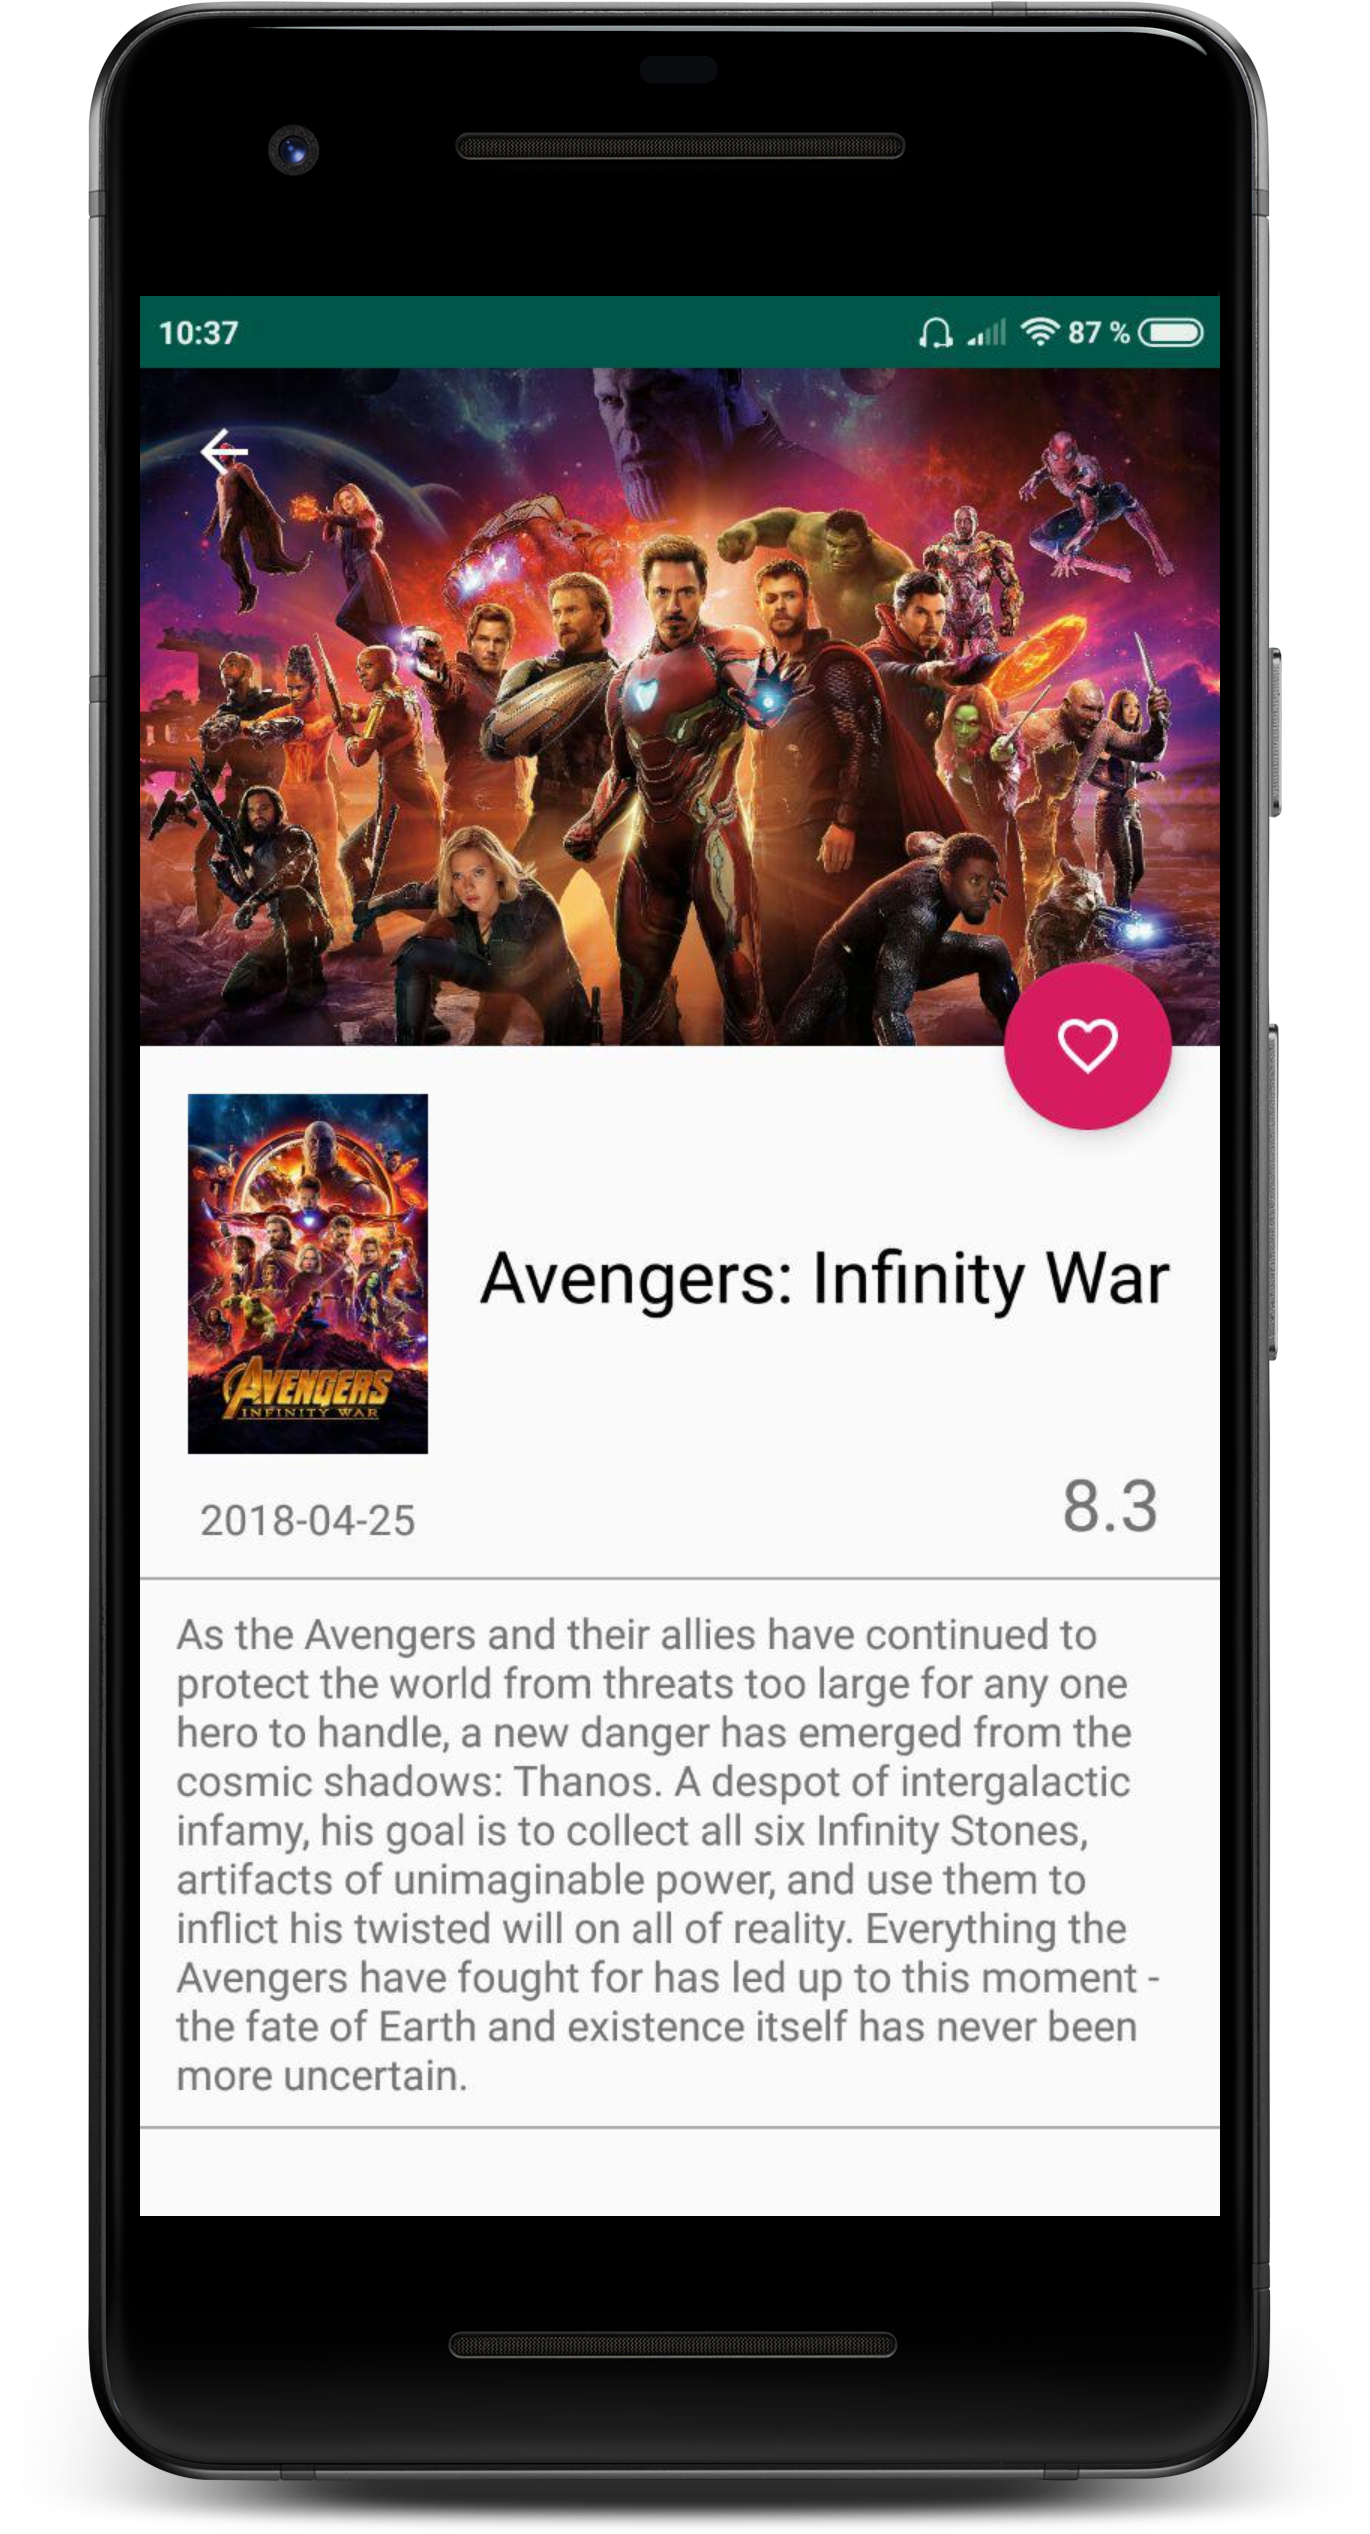 10:37
87 %
Avengers: Infinity War
AVENGERS
INFINITY WAR
2018-04-25
8.3
As the Avengers and their allies have continued to
protect the world from threats too large for any one
hero to handle, a new danger has emerged from the
cosmic shadows: Thanos. A despot of intergalactic
infamy, his goal is to collect all six Infinity Stones,
artifacts of unimaginable power, and use them to
inflict his twisted will on all of reality. Everything the
Avengers have fought for has led up to this moment -
the fate of Earth and existence itself has never been
more uncertain.